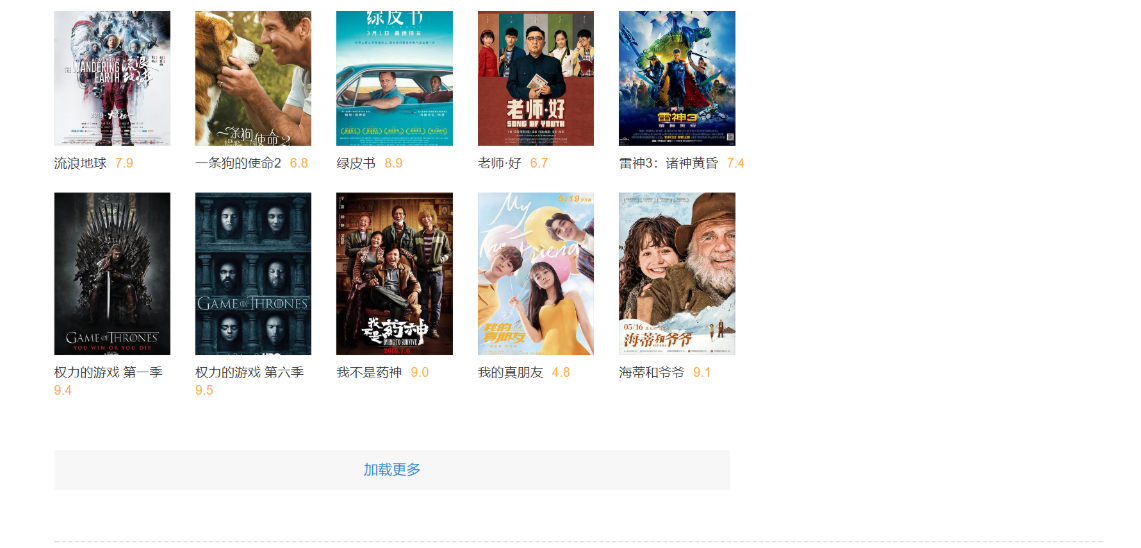 THE WANDERING
EARTH
流浪地球
一条狗的使命2
绿皮书
老师·好
SONG OF YOUTH
雷神3
诸神黄昏
流浪地球 7.9
一条狗的使命2 6.8
绿皮书 8.9
老师·好 6.7
雷神3：诸神黄昏 7.4
GAME OF THRONES
YOU WIN OR YOU DIE
GAME OF THRONES
我不是药神
DYING TO SURVIVE
My
Friend
我的
真朋友
05/16
海蒂和爷爷
权力的游戏 第一季
9.4
权力的游戏 第六季
9.5
我不是药神 9.0
我的真朋友 4.8
海蒂和爷爷 9.1
加载更多